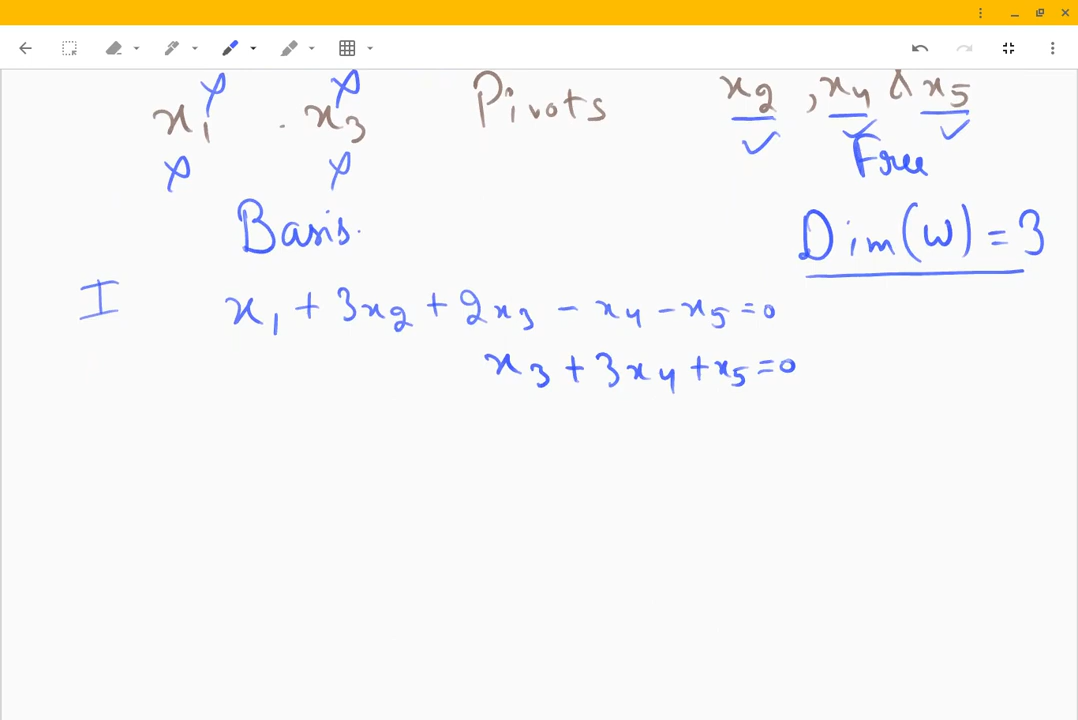 x₁ . x₃ Pivots x₂ , x₄ & x₅
Free
Basis. Dim(W) = 3
I x₁ + 3x₂ + 2x₃ - x₄ - x₅ = 0
x₃ + 3x₄ + x₅ = 0